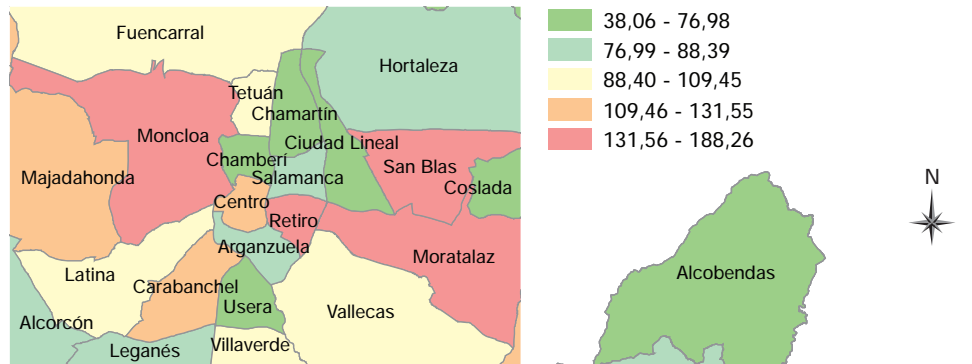 Fuencarral
Hortaleza
Tetuán
Chamartín
Moncloa
Ciudad Lineal
Chamberí
San Blas
Majadahonda
Salamanca
Coslada
Centro
Retiro
Arganzuela
Moratalaz
Latina
Carabanchel
Usera
Vallecas
Alcorcón
Villaverde
Leganés
38,06 - 76,98
76,99 - 88,39
88,40 - 109,45
109,46 - 131,55
131,56 - 188,26
N
Alcobendas